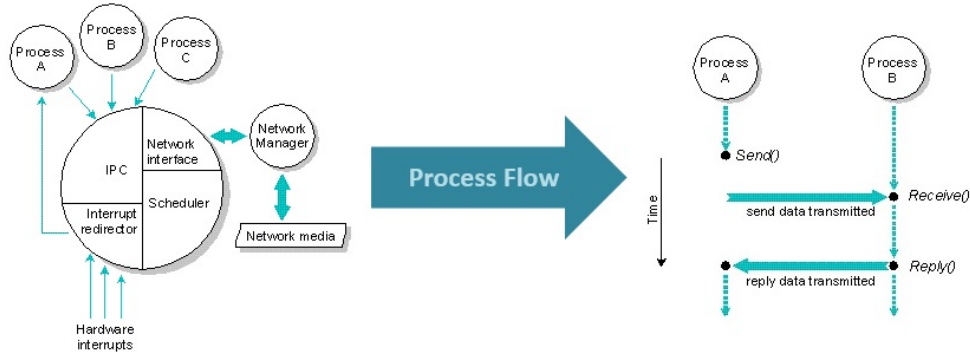 Process
A
Process
B
Process
C
IPC
Network
interface
Interrupt
redirector
Scheduler
Network
Manager
Network media
Hardware
interrupts
Process Flow
Process
A
Process
B
Time
Send()
Receive()
send data transmitted
Reply()
reply data transmitted